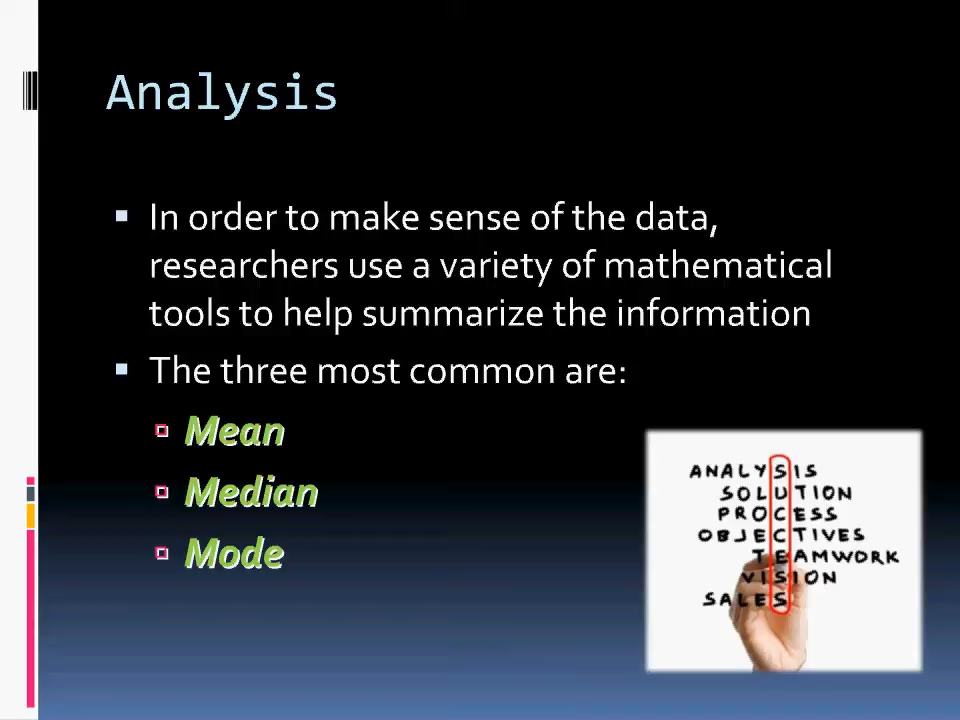 Analysis
In order to make sense of the data,
researchers use a variety of mathematical
tools to help summarize the information
The three most common are:
Mean
Median
Mode
ANALYSIS
SOLUTION
PROCESS
OBJECTIVES
TEAMWORK
VISION
SALES